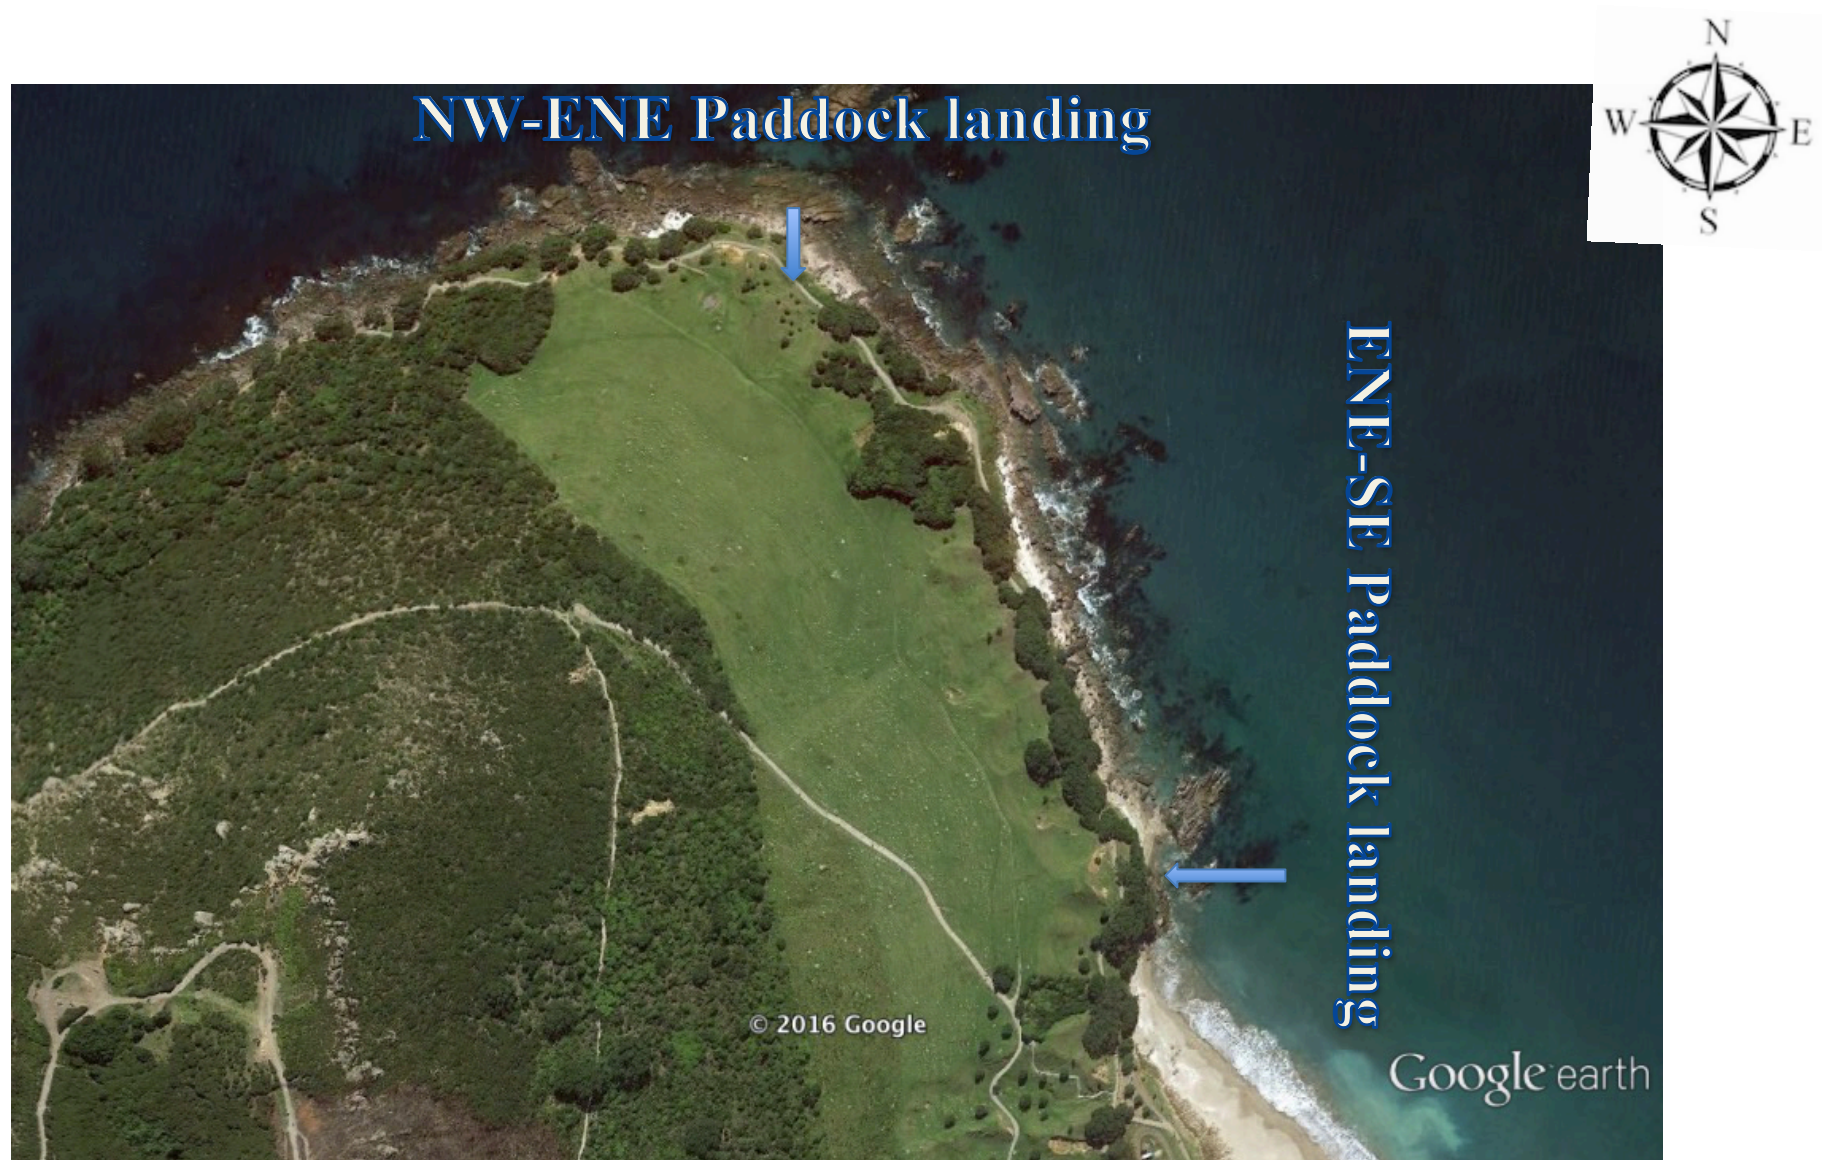 N
W E
S
NW-ENE Paddock landing
ENE-SE Paddock landing
© 2016 Google
Google earth